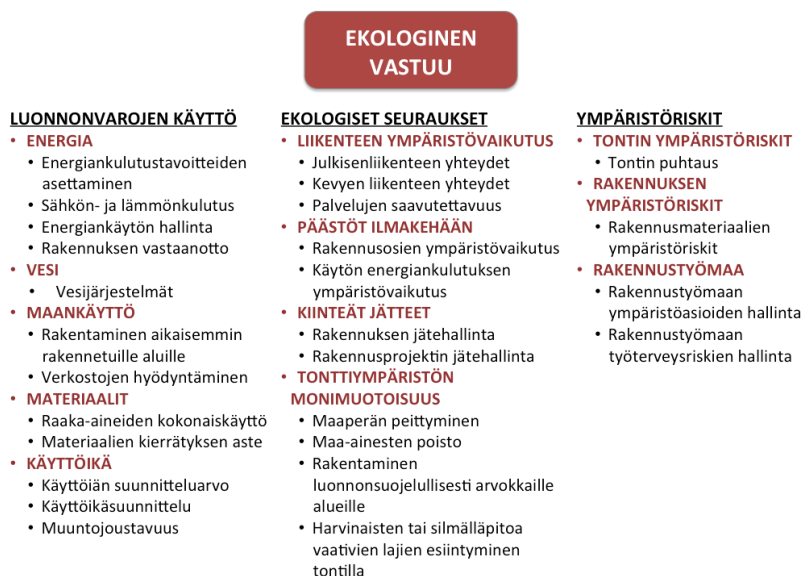 EKOLOGINEN
VASTUU
LUONNONVAROJEN KÄYTTÖ
• ENERGIA
• Energiankulutustavoitteiden
asettaminen
• Sähkön- ja lämmönkulutus
• Energiankäytön hallinta
• Rakennuksen vastaanotto
• VESI
• Vesijärjestelmät
• MAANKÄYTTÖ
• Rakentaminen aikaisemmin
rakennetuille aluille
• Verkostojen hyödyntäminen
• MATERIAALIT
• Raaka-aineiden kokonaiskäyttö
• Materiaalien kierrätyksen aste
• KÄYTTÖIKÄ
• Käyttöiän suunnitteluarvo
• Käyttöikäsuunnittelu
• Muuntojoustavuus
EKOLOGISET SEURAUKSET
• LIIKENTEEN YMPÄRISTÖVAIKUTUS
• Julkisenliikenteen yhteydet
• Kevyen liikenteen yhteydet
• Palvelujen saavutettavuus
• PÄÄSTÖT ILMAKEHÄÄN
• Rakennusosien ympäristövaikutus
• Käytön energiankulutuksen
ympäristövaikutus
• KIINTEÄT JÄTTEET
• Rakennuksen jätehallinta
• Rakennusprojektin jätehallinta
• TONTTIYMPÄRISTÖN
MONIMUOTOISUUS
• Maaperän peittyminen
• Maa-ainesten poisto
• Rakentaminen
luonnonsuojelullisesti arvokkaille
alueille
• Harvinaisten tai silmälläpitoa
vaativien lajien esiintyminen
tontilla
YMPÄRISTÖRISKIT
• TONTIN YMPÄRISTÖRISKIT
• Tontin puhtaus
• RAKENNUKSEN
YMPÄRISTÖRISKIT
• Rakennusmateriaalien
ympäristöriskit
• RAKENNUSTYÖMAA
• Rakennustyömaan
ympäristöasioiden hallinta
• Rakennustyömaan
työterveysriskien hallinta